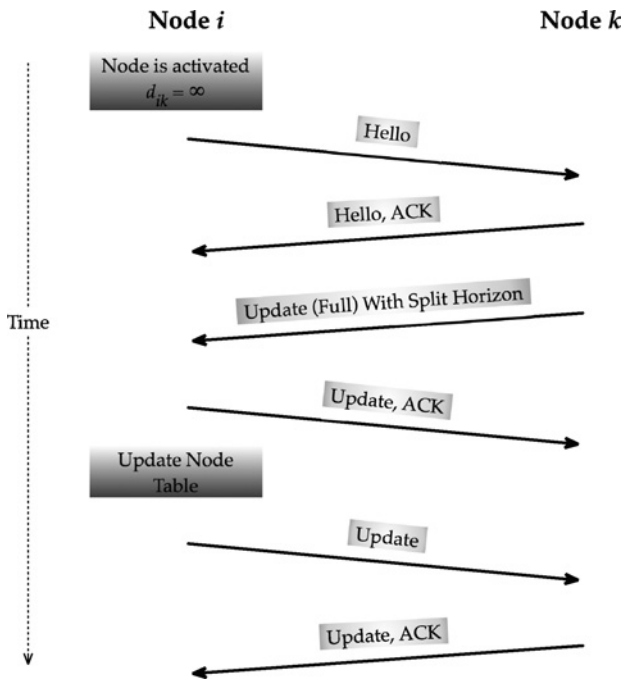 Node i
Node k
Node is activated
d_ik = ∞
Hello
Hello, ACK
Update (Full) With Split Horizon
Time
Update, ACK
Update Node
Table
Update
Update, ACK